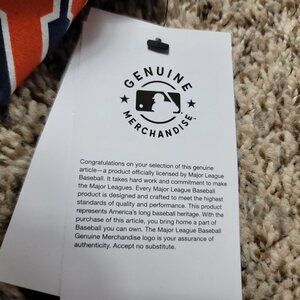 GENUINE
MERCHANDISE
Congratulations on your selection of this genuine
article—a product officially licensed by Major League
Baseball. It takes hard work and commitment to make
the Major Leagues. Every Major League Baseball
product is designed and crafted to meet the highest
standards of quality and performance. This product
represents America's long baseball heritage. With the
purchase of this article, you bring home a part of
Baseball you can own. The Major League Baseball
Genuine Merchandise logo is your assurance of
authenticity. Accept no substitute.